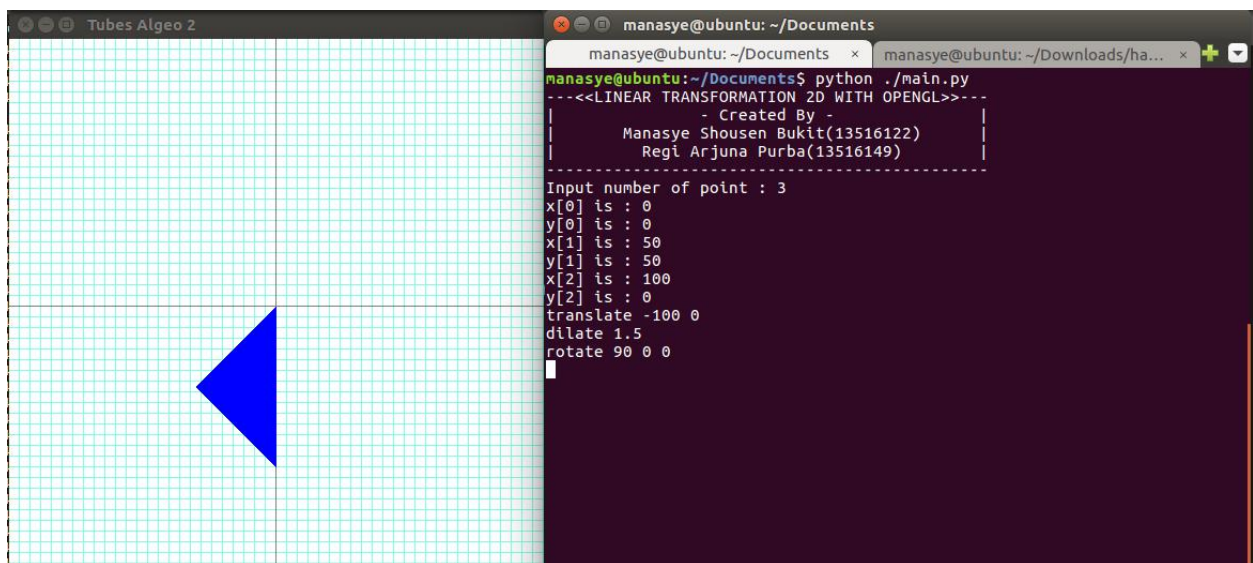 Tubes Algeo 2
manasye@ubuntu: ~/Documents
manasye@ubuntu: ~/Documents ×
manasye@ubuntu: ~/Downloads/ha... ×
manasye@ubuntu:~/Documents$ python ./main.py
---<<LINEAR TRANSFORMATION 2D WITH OPENGL>>---
| - Created By - |
| Manasye Shousen Bukit(13516122) |
| Regi Arjuna Purba(13516149) |
----------------------------------------------
Input number of point : 3
x[0] is : 0
y[0] is : 0
x[1] is : 50
y[1] is : 50
x[2] is : 100
y[2] is : 0
translate -100 0
dilate 1.5
rotate 90 0 0